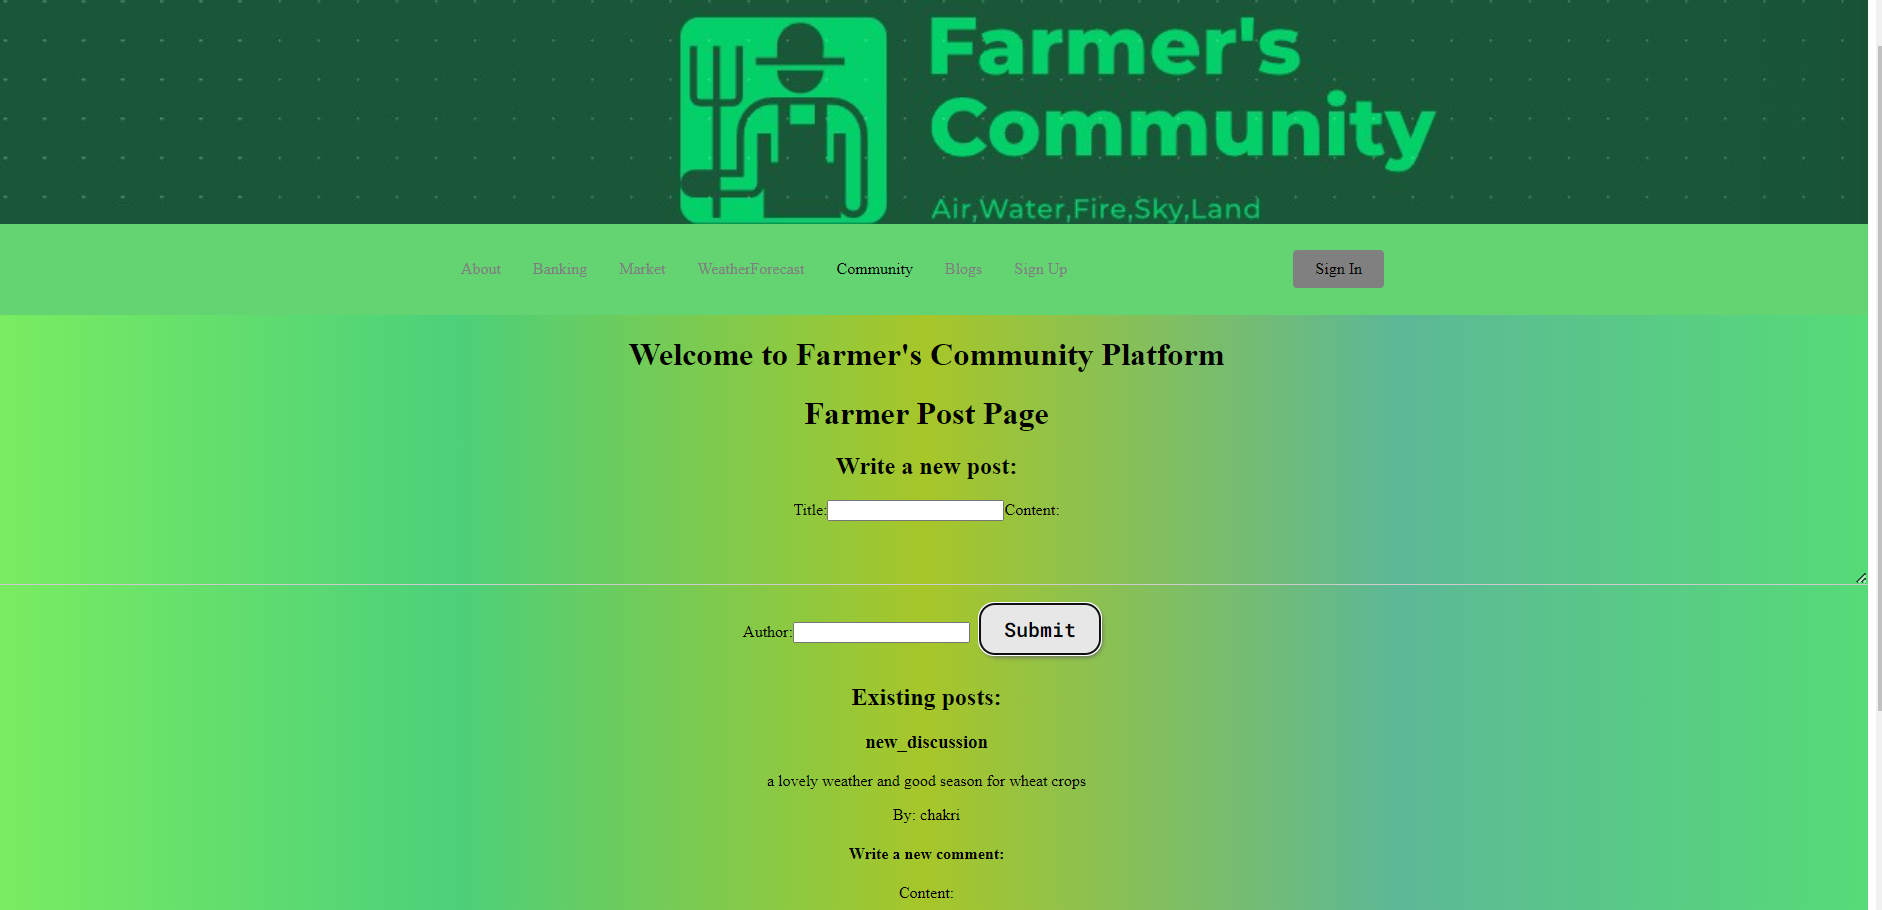 Farmer's
Community
Air,Water,Fire,Sky,Land
About Banking Market WeatherForecast Community Blogs Sign Up Sign In
Welcome to Farmer's Community Platform
Farmer Post Page
Write a new post:
Title: Content:
Author: Submit
Existing posts:
new_discussion
a lovely weather and good season for wheat crops
By: chakri
Write a new comment:
Content: